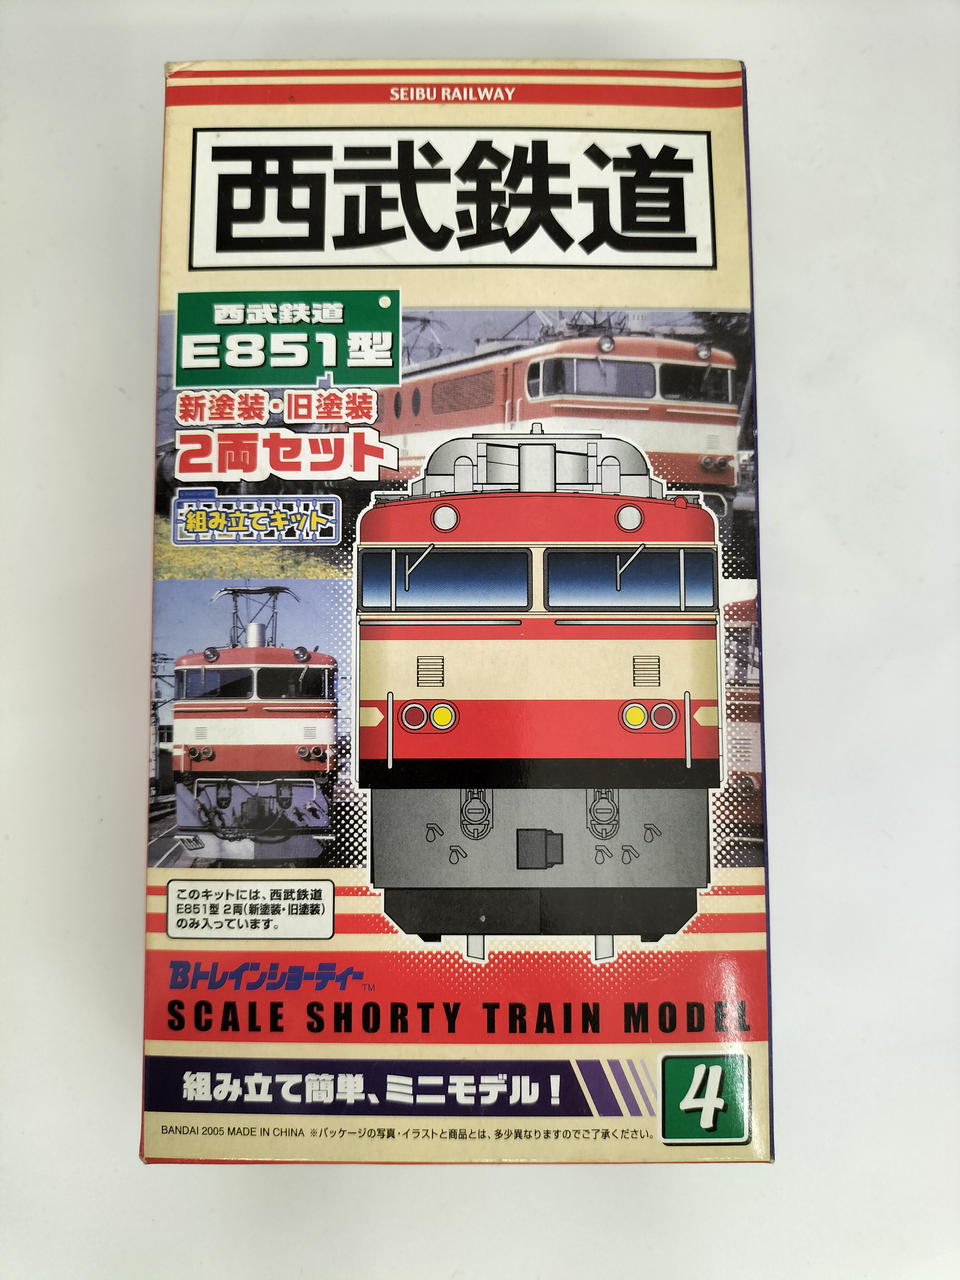 SEIBU RAILWAY
西武鉄道
西武鉄道
E851型
新塗装・旧塗装
2両セット
組み立てキット
このキットには、西武鉄道
E851型 2両(新塗装・旧塗装)
のみ入っています。
Bトレインショーティー™
SCALE SHORTY TRAIN MODEL
組み立て簡単、ミニモデル！
4
BANDAI 2005 MADE IN CHINA ※パッケージの写真・イラストと商品とは、多少異なりますのでご了承ください。